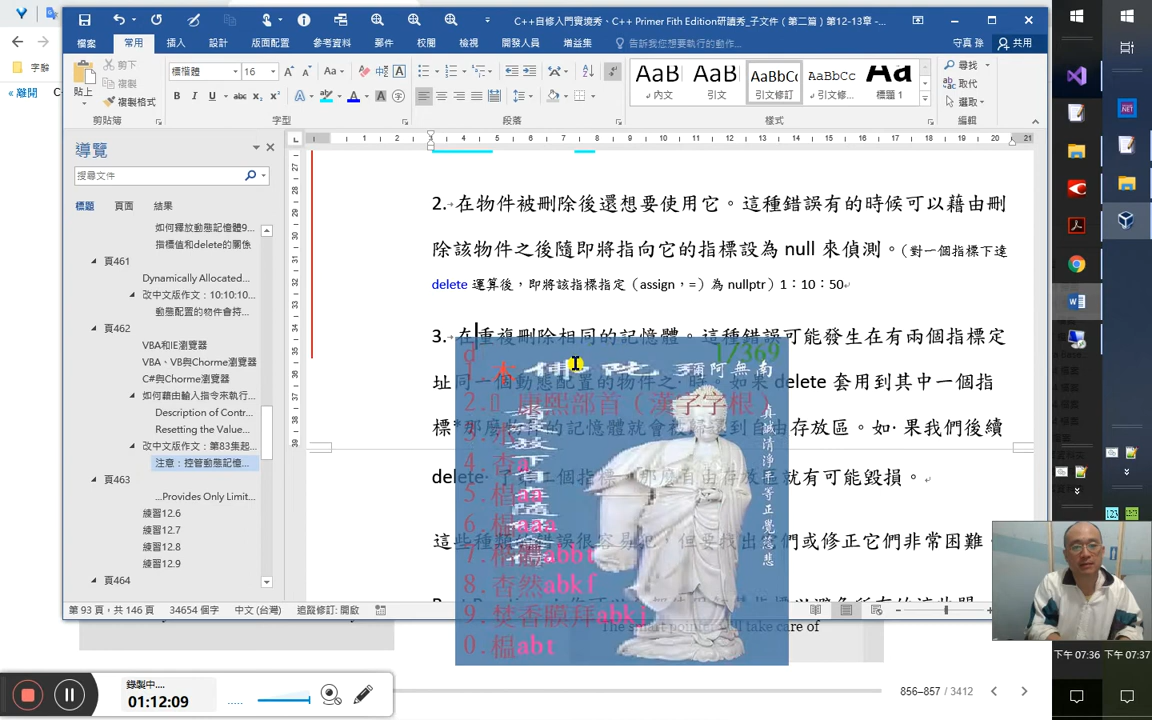 C++自修入門實境秀、C++ Primer Fith Edition研讀秀_子文件（第二篇）第12-13章 -...
檔案 常用 插入 設計 版面配置 參考資料 郵件 校閱 檢視 開發人員 增益集 告訴我您想要執行的動作... 守真 孫 共用
字齡
« 離開
貼上 剪下 複製 複製格式
標楷體 16
剪貼簿 字型 段落 樣式 編輯
AaB AaB AaBbCc AaBbCc AaB
內文 引文 引文修訂 引文修... 標題 1
尋找 取代 選取
導覽
搜尋文件
標題 頁面 結果
如何釋放動態記憶體9...
指標值和delete的關係
頁461
Dynamically Allocated...
改中文版作文：10:10:10...
動態配置的物件會持...
頁462
VBA和IE瀏覽器
VBA、VB與Chorme瀏覽器
C#與Chorme瀏覽器
如何藉由輸入指令來執行...
Description of Contr...
Resetting the Value...
改中文版作文：第83集起...
注意：控管動態記憶...
頁463
...Provides Only Limit...
練習12.6
練習12.7
練習12.8
練習12.9
頁464
2. 在物件被刪除後還想要使用它。這種錯誤有的時候可以藉由刪
除該物件之後隨即將指向它的指標設為 null 來偵測。（對一個指標下達
delete 運算後，即將該指標指定（assign，=）為 nullptr）1：10：50
3. 在重複刪除相同的記憶體。這種錯誤可能發生在有兩個指標定
址同一個動態配置的物件之 時。如果 delete 套用到其中一個指
標 那麼物件的記憶體就會被歸還到自由存放區。如 果我們後續
delete 了第二個指標 那麼自由存放區就有可能毀損。
這些種類的錯誤很容易犯，但要找出它們或修正它們非常困難
d 1/369
南無阿彌陀佛
真誠清淨平等正覺慈悲
2. 康熙部首（漢字字根）
4.杏a
5.榅aa
6.榲aaa
8.杳然abkf
9.焚香膜拜abkj
0.榲abt
The smart pointer will take care of
第 93 頁，共 146 頁 34654 個字 中文 (台灣) 追蹤修訂: 開啟
錄製中....
01:12:09
856–857 / 3412
下午 07:36 下午 07:37